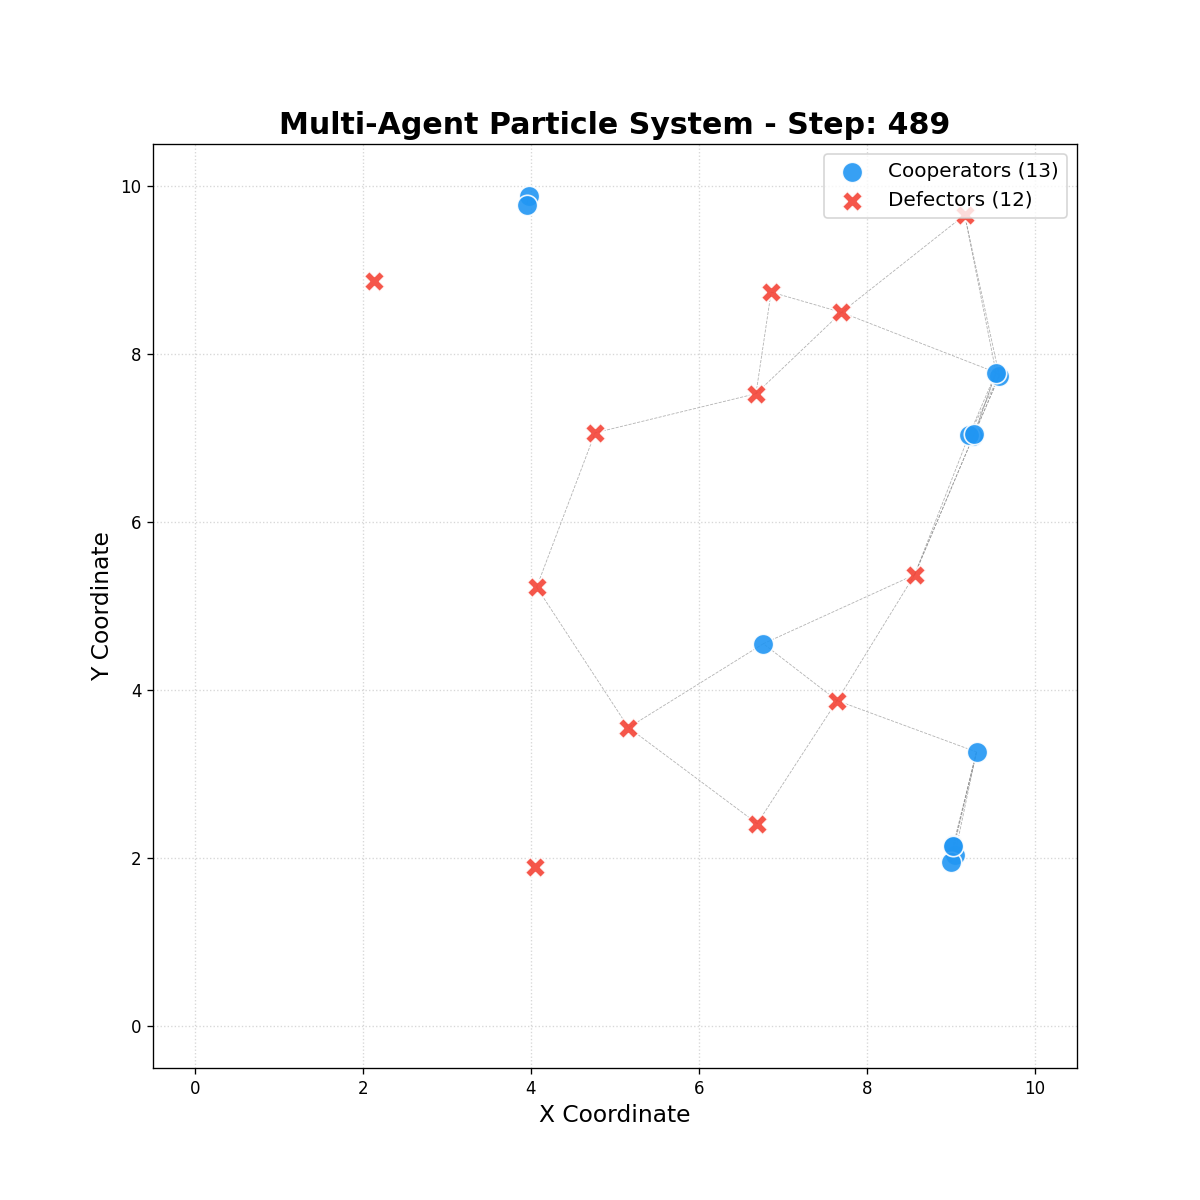 Multi-Agent Particle System - Step: 489
Cooperators (13)
Defectors (12)
10
8
6
4
2
0
Y Coordinate
0 2 4 6 8 10
X Coordinate